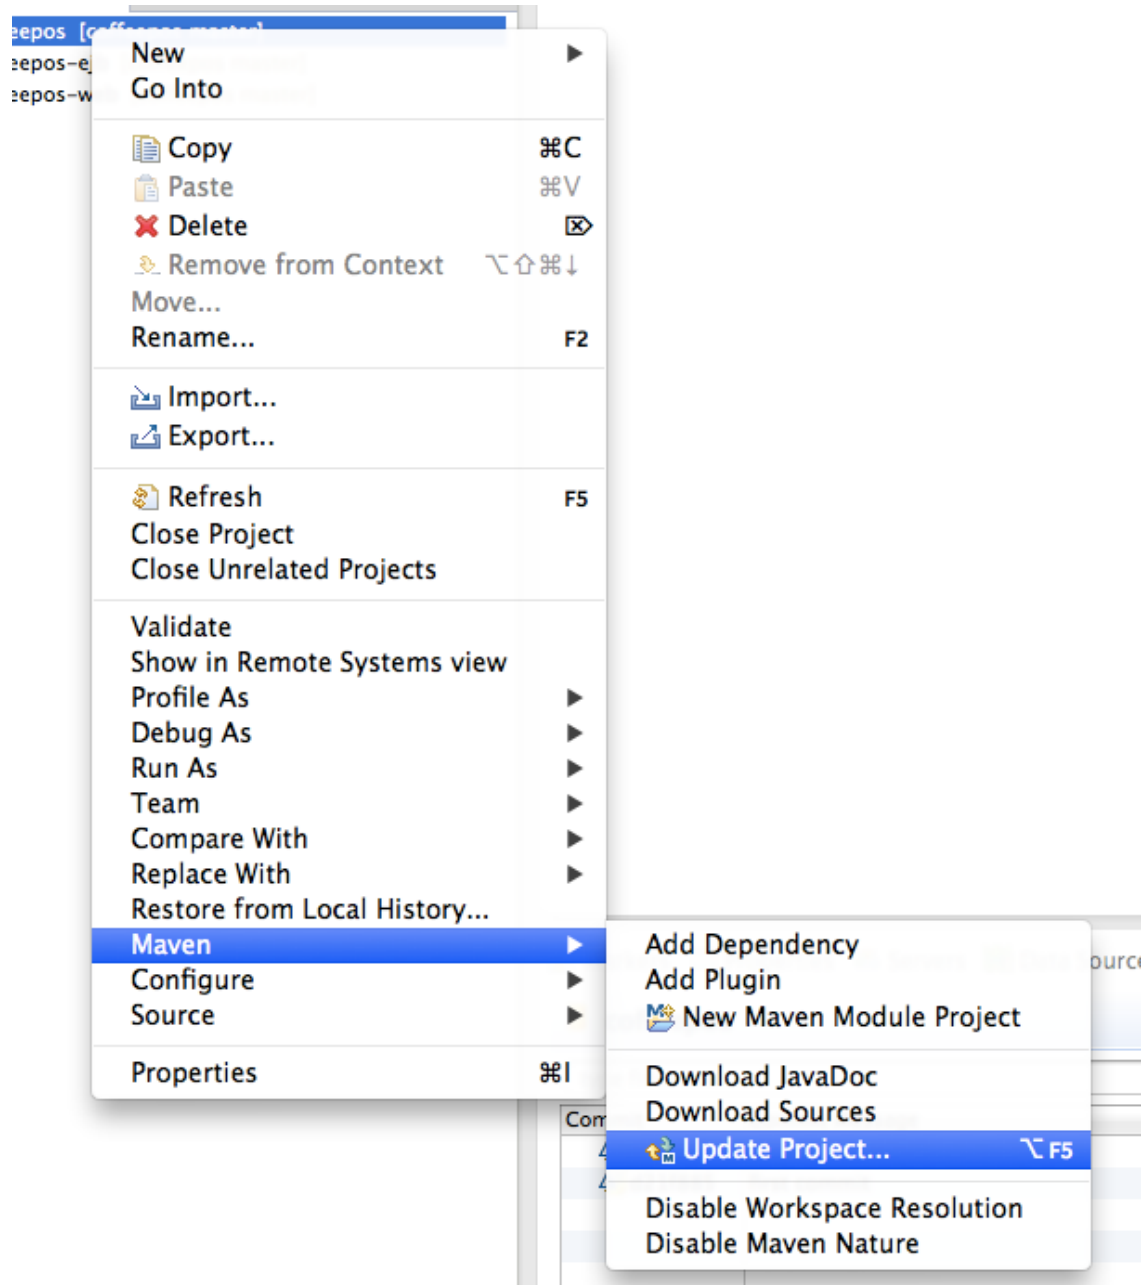 eepos [coffeepos master]
eepos-ej
eepos-w
New
Go Into
Copy ⌘C
Paste ⌘V
Delete ⌦
Remove from Context ⌥⇧⌘↓
Move...
Rename... F2
Import...
Export...
Refresh F5
Close Project
Close Unrelated Projects
Validate
Show in Remote Systems view
Profile As
Debug As
Run As
Team
Compare With
Replace With
Restore from Local History...
Maven
Configure
Source
Properties ⌘I
Add Dependency
Add Plugin
New Maven Module Project
Download JavaDoc
Download Sources
Update Project... ⌥F5
Disable Workspace Resolution
Disable Maven Nature
ource
Com